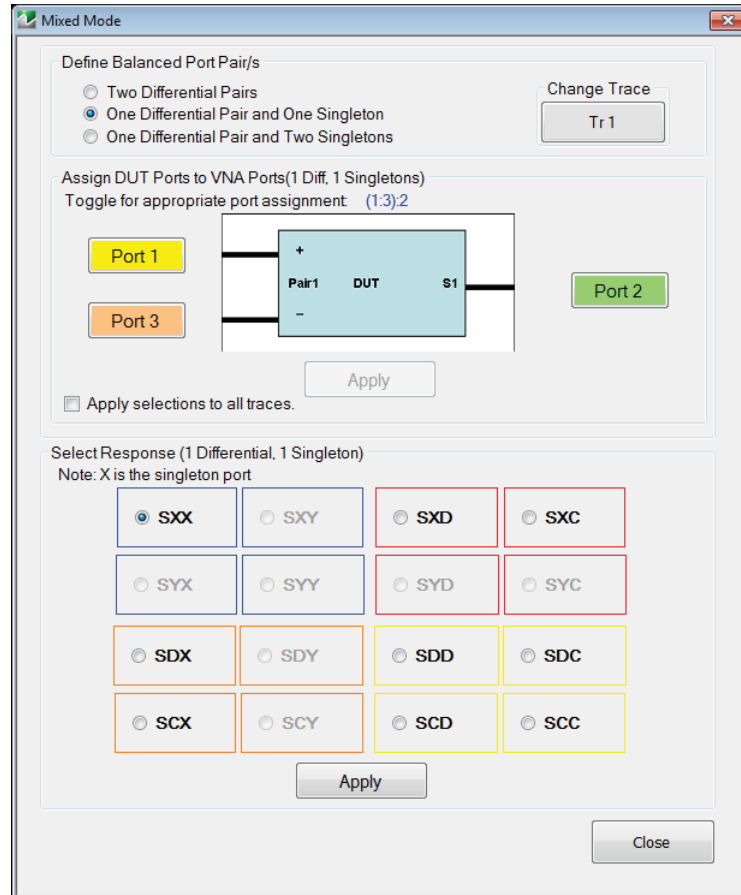 Mixed Mode
Define Balanced Port Pair/s
Two Differential Pairs
One Differential Pair and One Singleton
One Differential Pair and Two Singletons
Change Trace
Tr 1
Assign DUT Ports to VNA Ports(1 Diff, 1 Singletons)
Toggle for appropriate port assignment: (1:3):2
Port 1
Port 3
+
Pair1 DUT S1
−
Port 2
Apply
Apply selections to all traces.
Select Response (1 Differential, 1 Singleton)
Note: X is the singleton port
SXX SXY SXD SXC
SYX SYY SYD SYC
SDX SDY SDD SDC
SCX SCY SCD SCC
Apply
Close